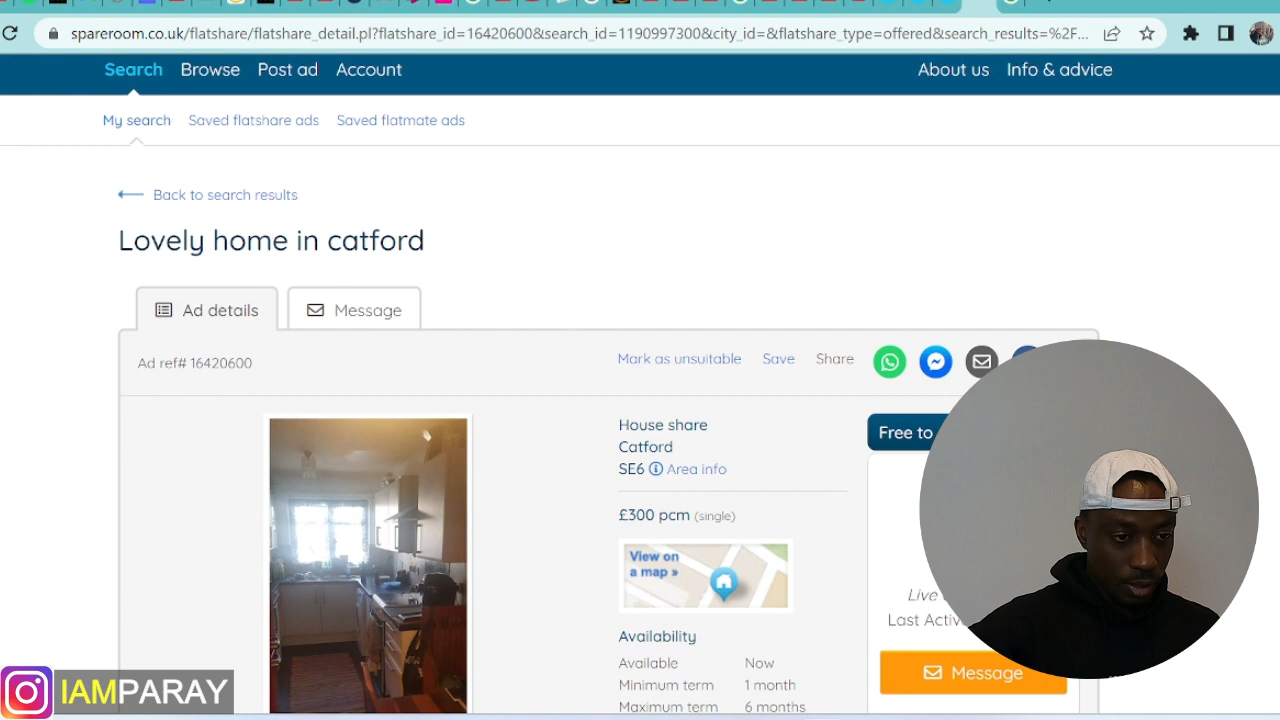 spareroom.co.uk/flatshare/flatshare_detail.pl?flatshare_id=16420600&search_id=1190997300&city_id=&flatshare_type=offered&search_results=%2F...
Search Browse Post ad Account About us Info & advice
My search Saved flatshare ads Saved flatmate ads
Back to search results
Lovely home in catford
Ad details Message
Ad ref# 16420600 Mark as unsuitable Save Share
House share
Catford
SE6 Area info
£300 pcm (single)
View on
a map »
Availability
Available Now
Minimum term 1 month
Maximum term 6 months
Free to
Live
Last
Message
IAMPARAY